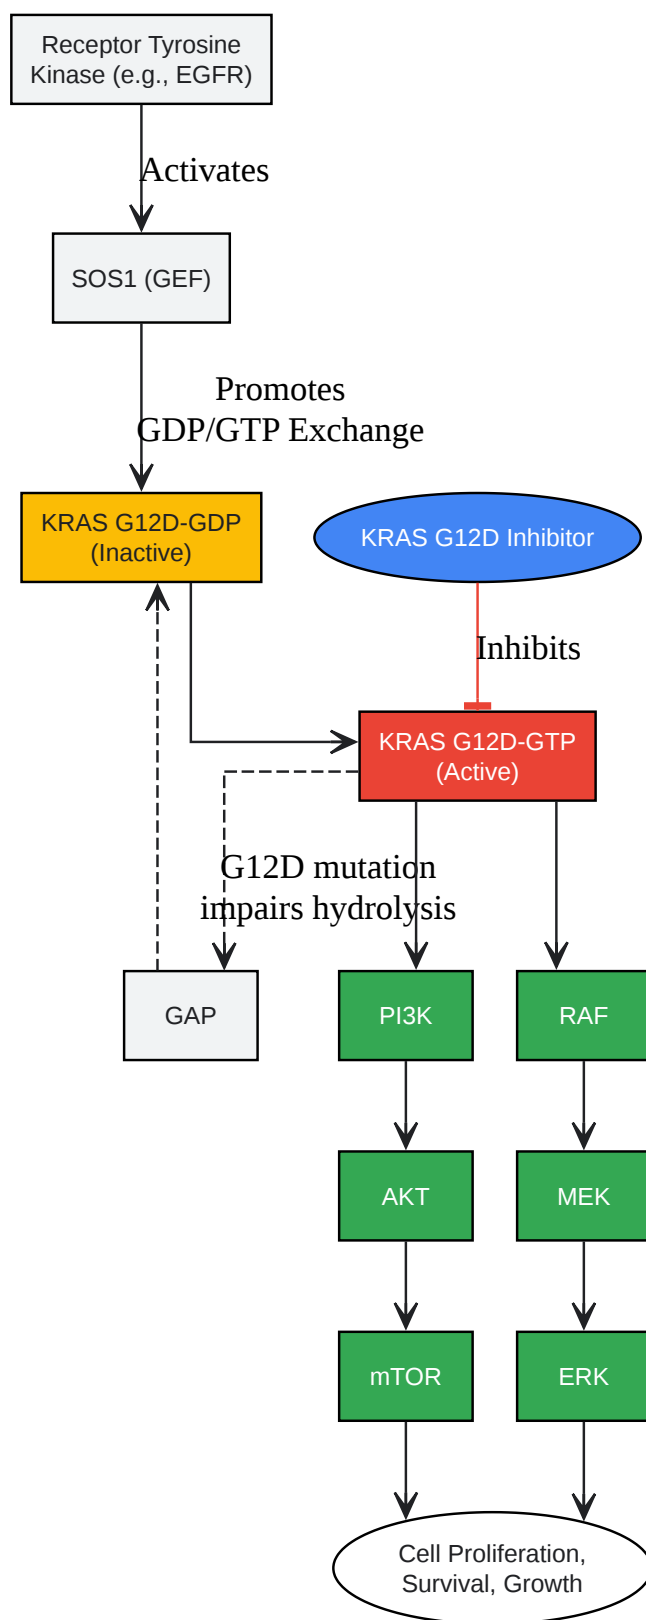 Receptor Tyrosine
Kinase (e.g., EGFR)
Activates
SOS1 (GEF)
Promotes
GDP/GTP Exchange
KRAS G12D-GDP
(Inactive)
KRAS G12D Inhibitor
Inhibits
KRAS G12D-GTP
(Active)
G12D mutation
impairs hydrolysis
GAP
PI3K
RAF
AKT
MEK
mTOR
ERK
Cell Proliferation,
Survival, Growth